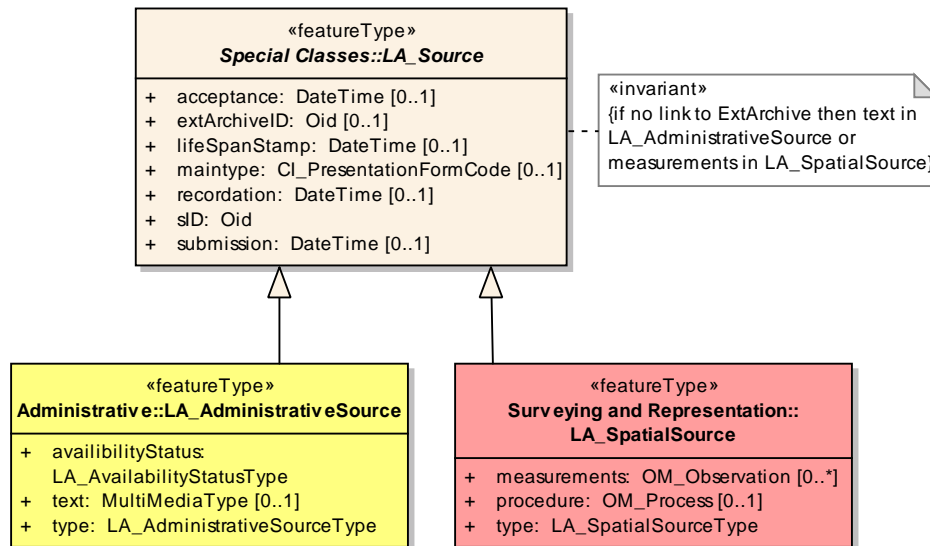 «featureType»
Special Classes::LA_Source
+ acceptance: DateTime [0..1]
+ extArchiveID: Oid [0..1]
+ lifeSpanStamp: DateTime [0..1]
+ maintype: CI_PresentationFormCode [0..1]
+ recordation: DateTime [0..1]
+ sID: Oid
+ submission: DateTime [0..1]
«invariant»
{if no link to ExtArchive then text in
LA_AdministrativeSource or
measurements in LA_SpatialSource}
«featureType»
Administrative::LA_AdministrativeSource
+ availibilityStatus:
LA_AvailabilityStatusType
+ text: MultiMediaType [0..1]
+ type: LA_AdministrativeSourceType
«featureType»
Surveying and Representation::
LA_SpatialSource
+ measurements: OM_Observation [0..*]
+ procedure: OM_Process [0..1]
+ type: LA_SpatialSourceType